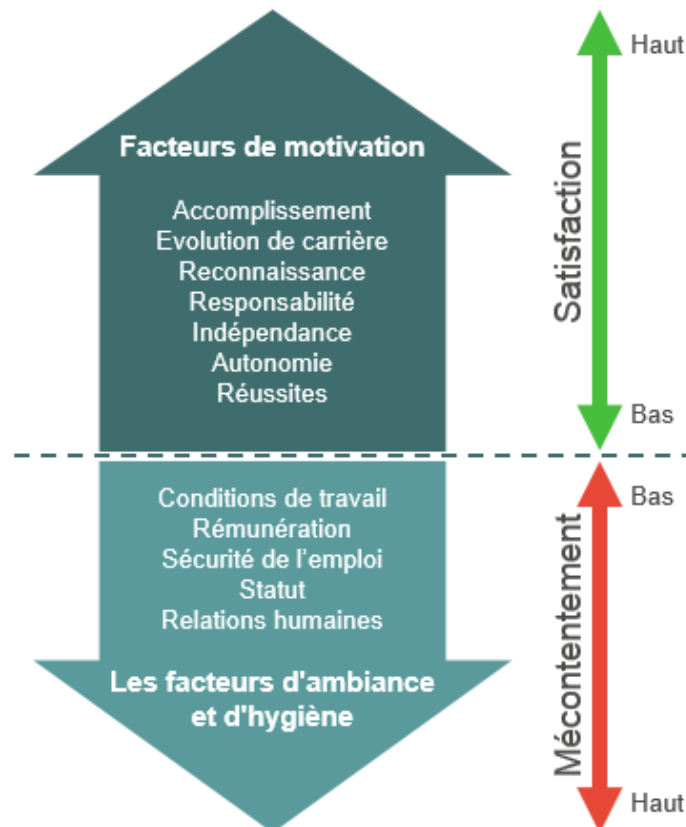 Haut
Facteurs de motivation
Accomplissement
Evolution de carrière
Reconnaissance
Responsabilité
Indépendance
Autonomie
Réussites
Satisfaction
Bas
Conditions de travail
Rémunération
Sécurité de l'emploi
Statut
Relations humaines
Les facteurs d'ambiance
et d'hygiène
Bas
Mécontentement
Haut